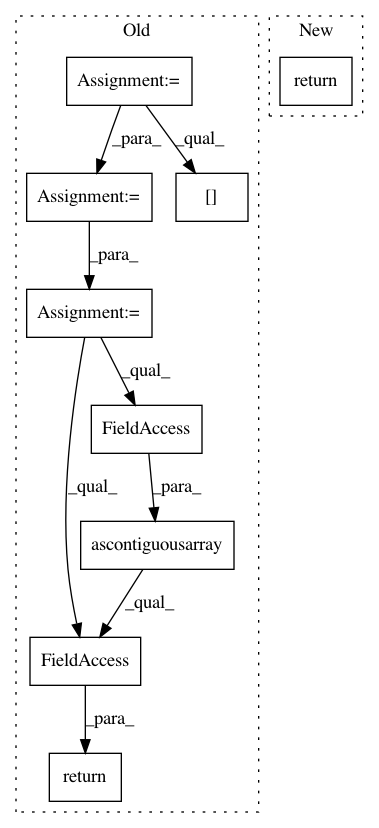 Old
New
Assignment:=
return
_para_
_qual_
Assignment:=
[]
_para_
Assignment:=
_qual_
FieldAccess
_qual_
_para_
ascontiguousarray
_qual_
FieldAccess
_para_
return